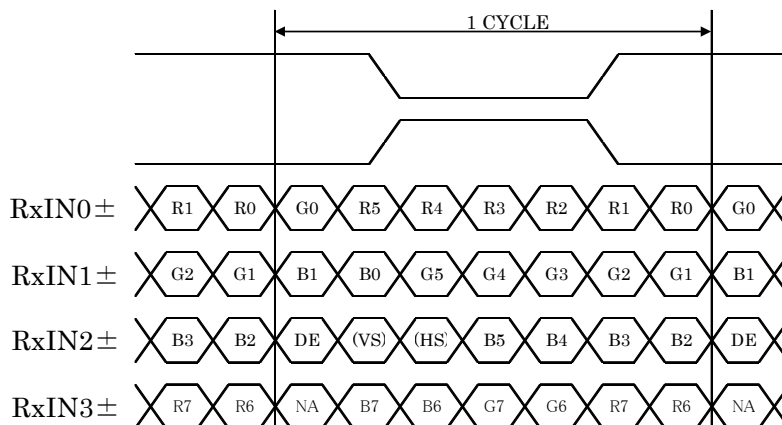 1 CYCLE
RxIN0± R1 R0 G0 R5 R4 R3 R2 R1 R0 G0
RxIN1± G2 G1 B1 B0 G5 G4 G3 G2 G1 B1
RxIN2± B3 B2 DE (VS) (HS) B5 B4 B3 B2 DE
RxIN3± R7 R6 NA B7 B6 G7 G6 R7 R6 NA